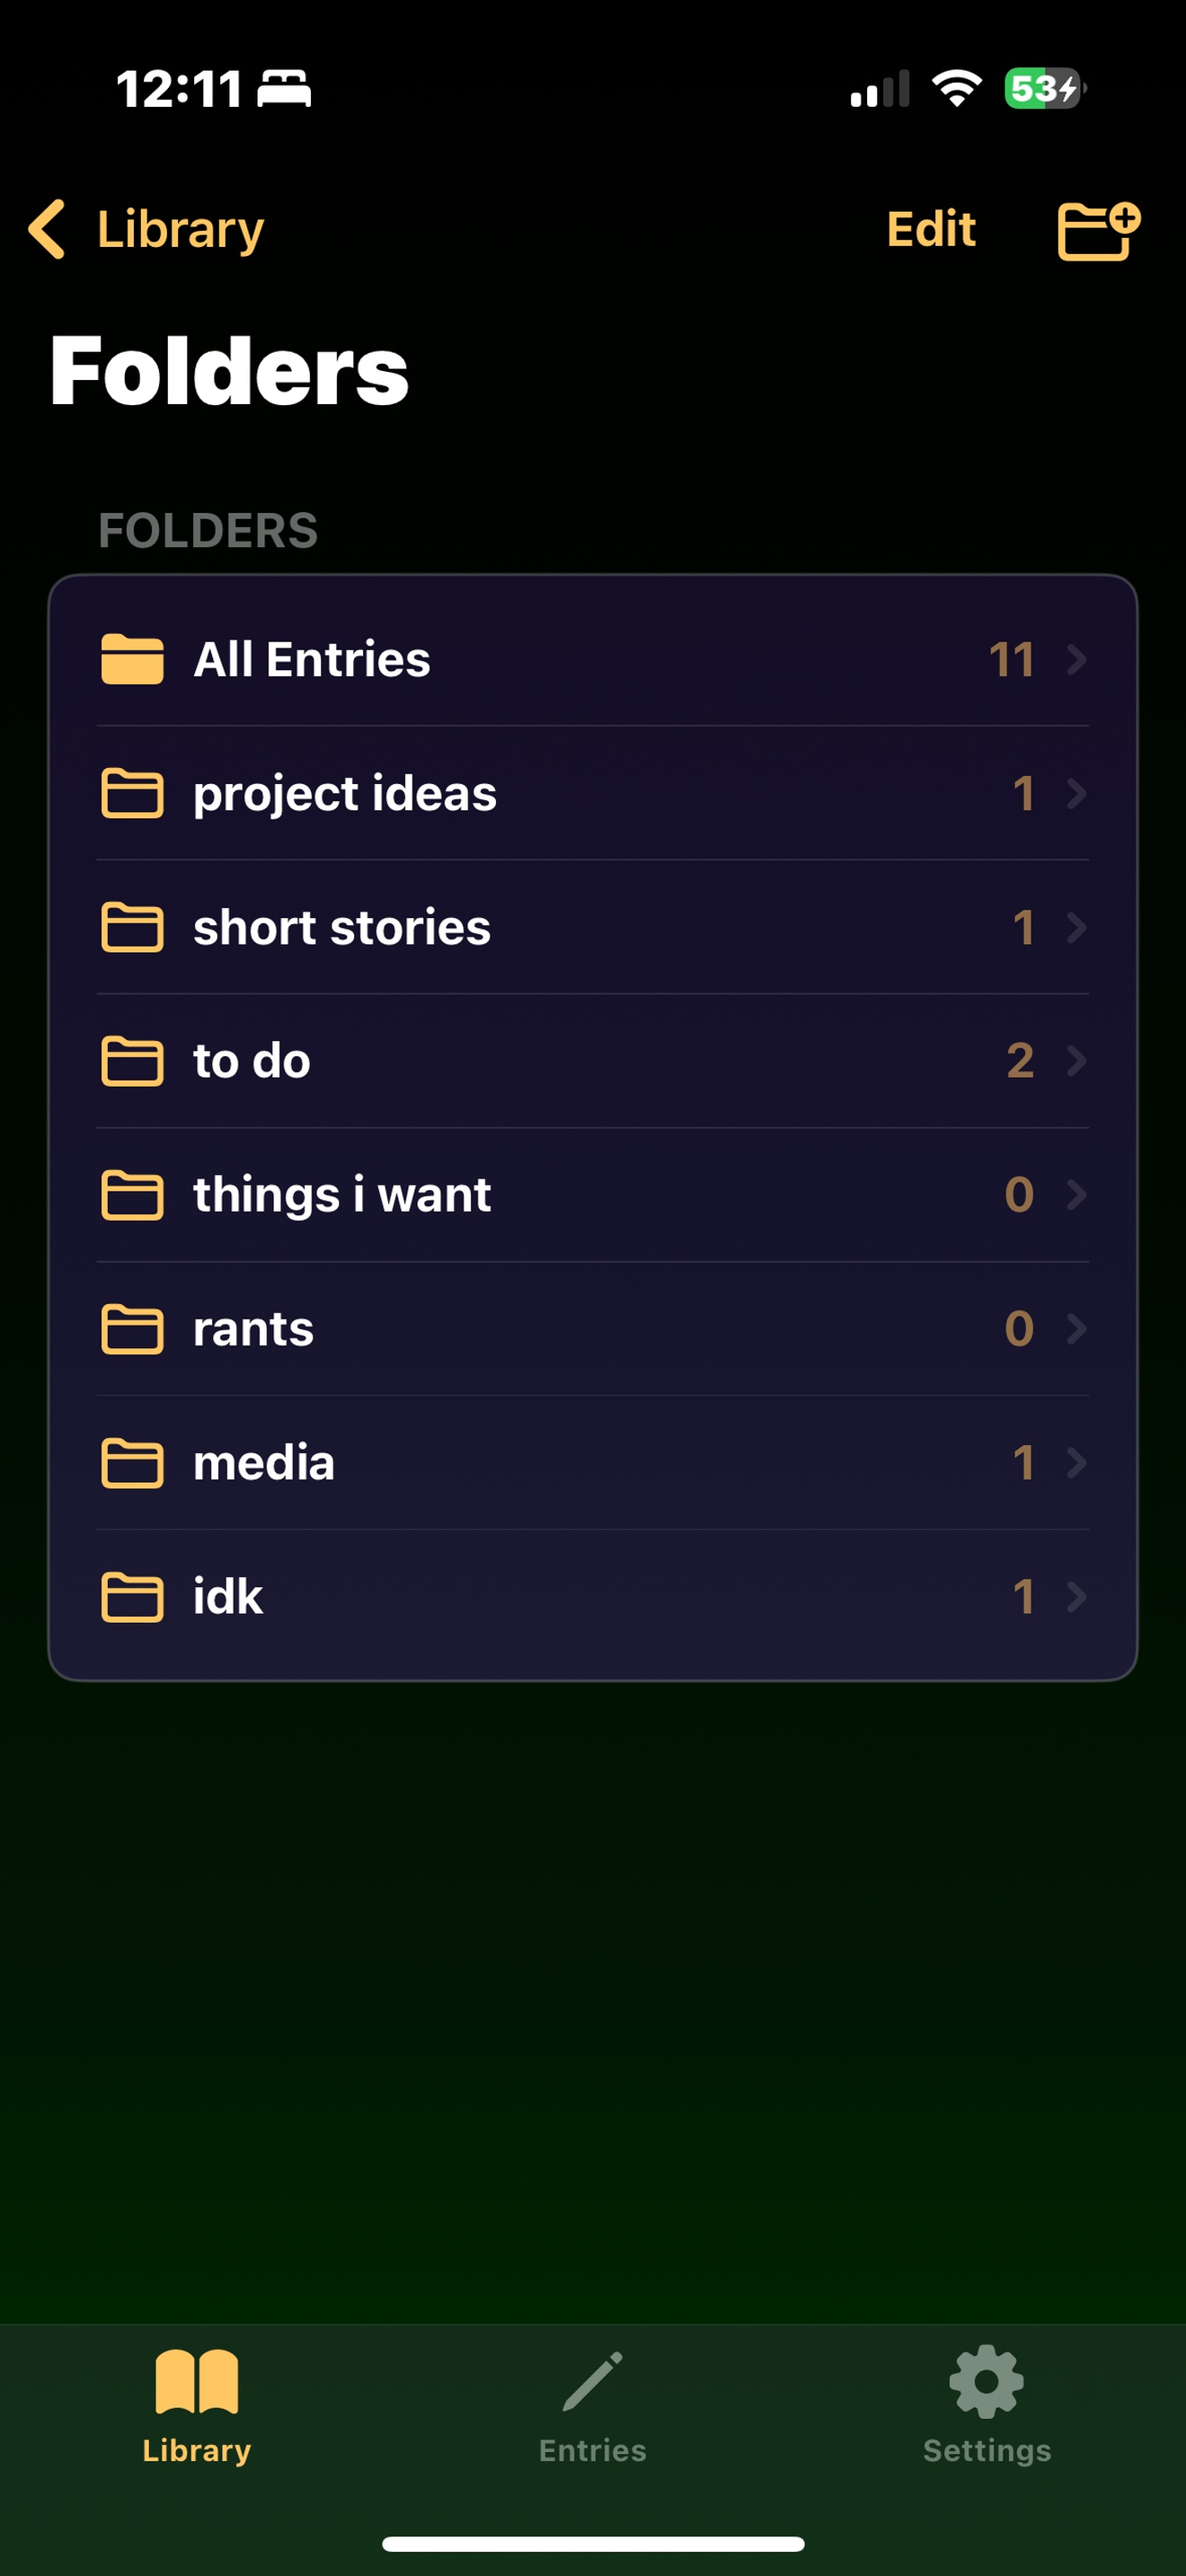 12:11 53
Library Edit
Folders
FOLDERS
All Entries 11
project ideas 1
short stories 1
to do 2
things i want 0
rants 0
media 1
idk 1
Library Entries Settings